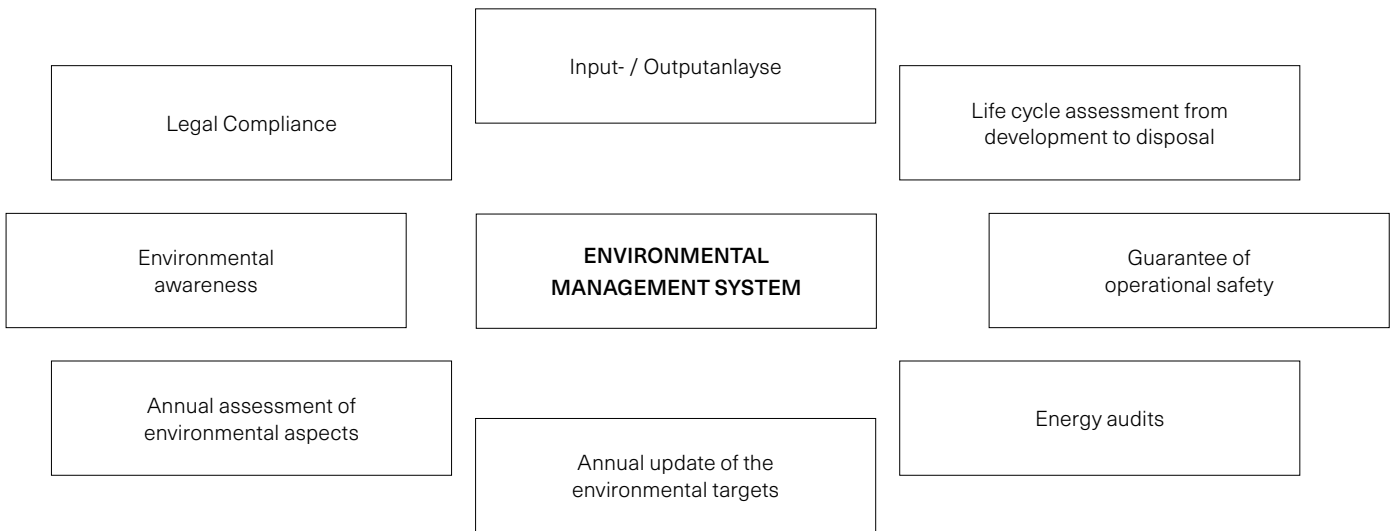 Input- / Outputanlayse
Legal Compliance
Life cycle assessment from
development to disposal
Environmental
awareness
ENVIRONMENTAL
MANAGEMENT SYSTEM
Guarantee of
operational safety
Annual assessment of
environmental aspects
Energy audits
Annual update of the
environmental targets